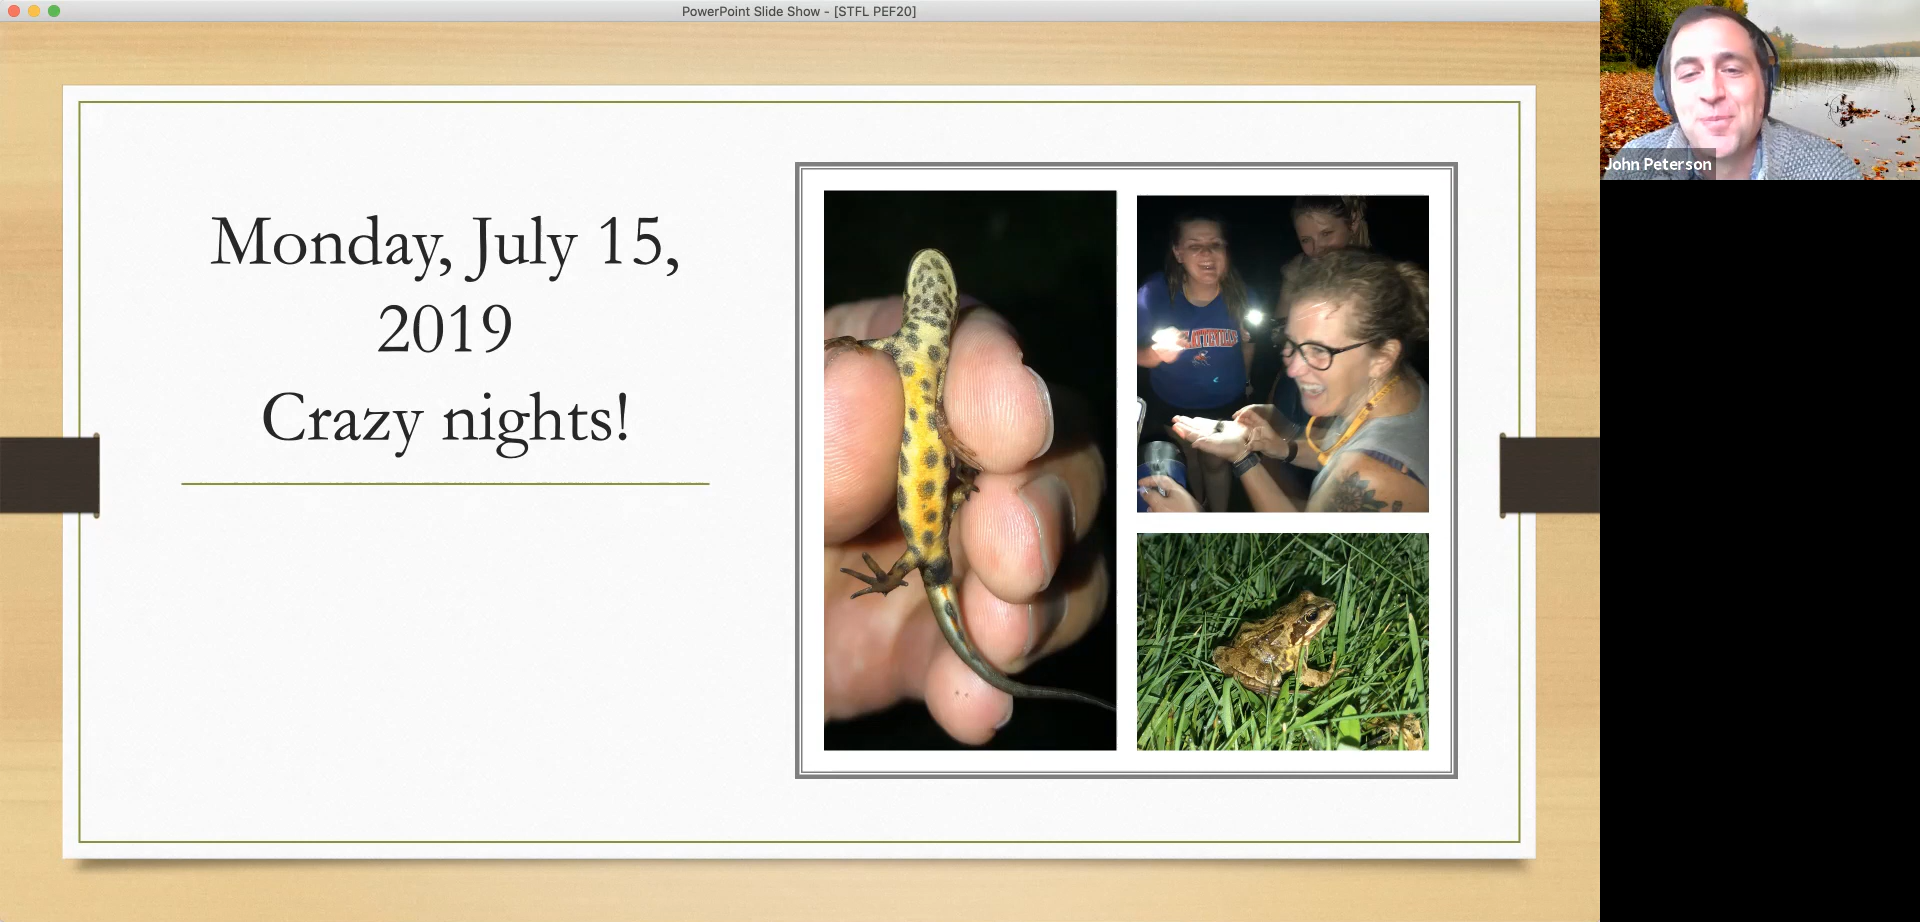 PowerPoint Slide Show - [STFL PEF20]
John Peterson
Monday, July 15,
2019
Crazy nights!